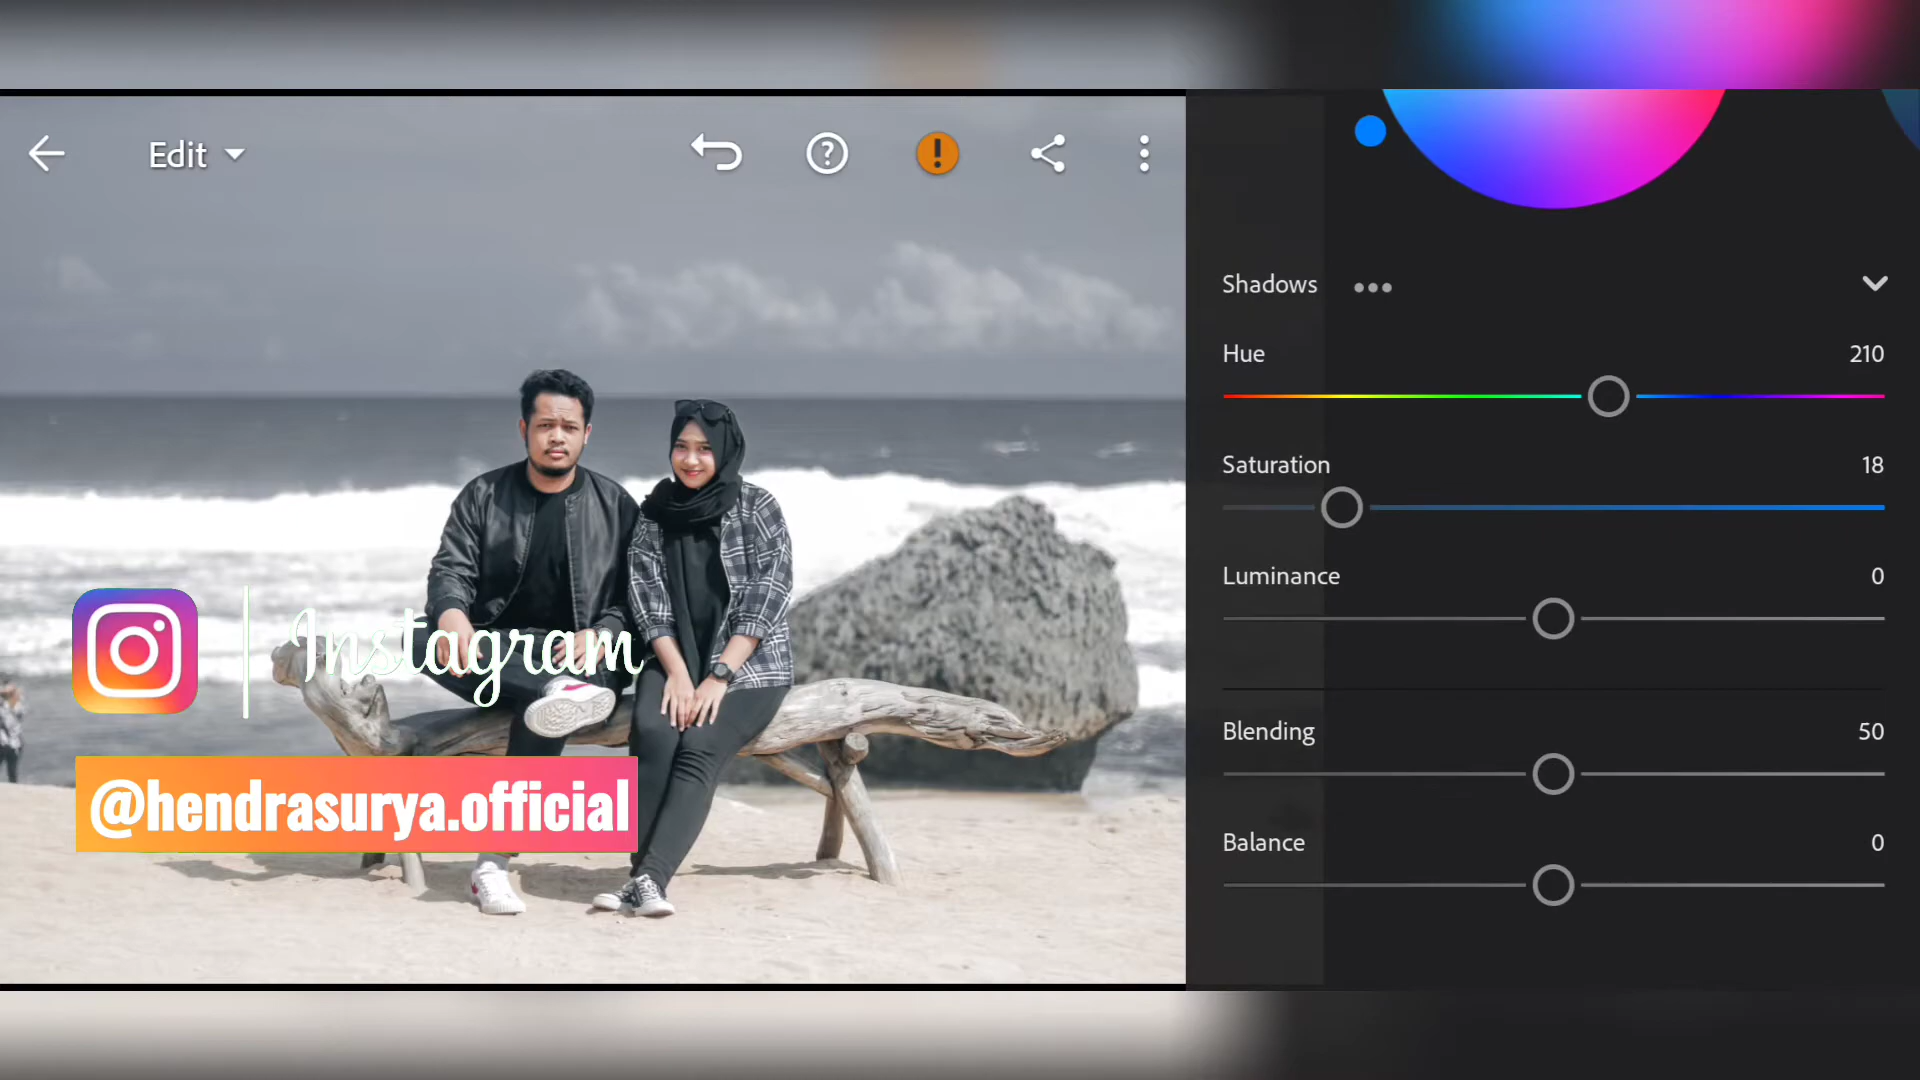 Edit
Shadows
Hue 210
Saturation 18
Luminance 0
Blending 50
Balance 0
Instagram
@hendrasurya.official